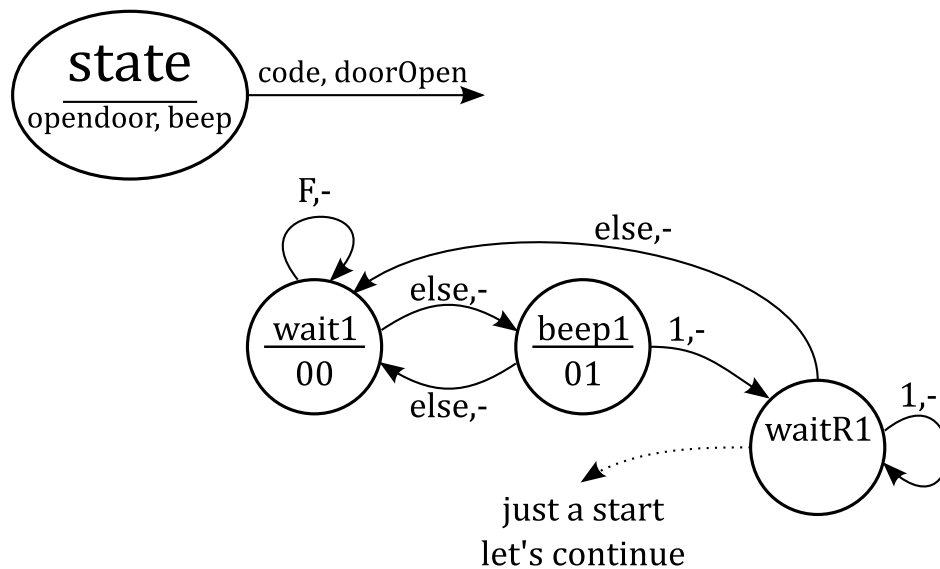 state
opendoor, beep
code, doorOpen
F,-
else,-
else,-
wait1
00
beep1
01
1,-
else,-
waitR1
1,-
just a start
let's continue